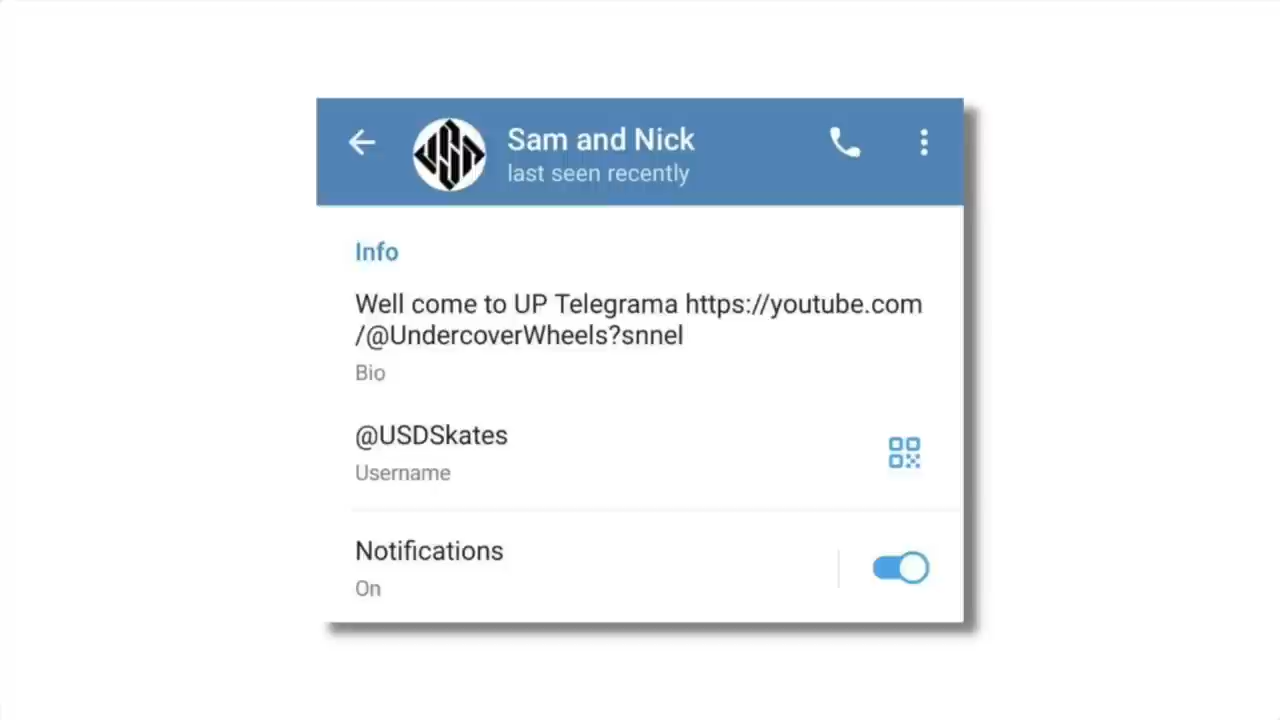 Sam and Nick
last seen recently
Info
Well come to UP Telegrama https://youtube.com
/@UndercoverWheels?snnel
Bio
@USDSkates
Username
Notifications
On